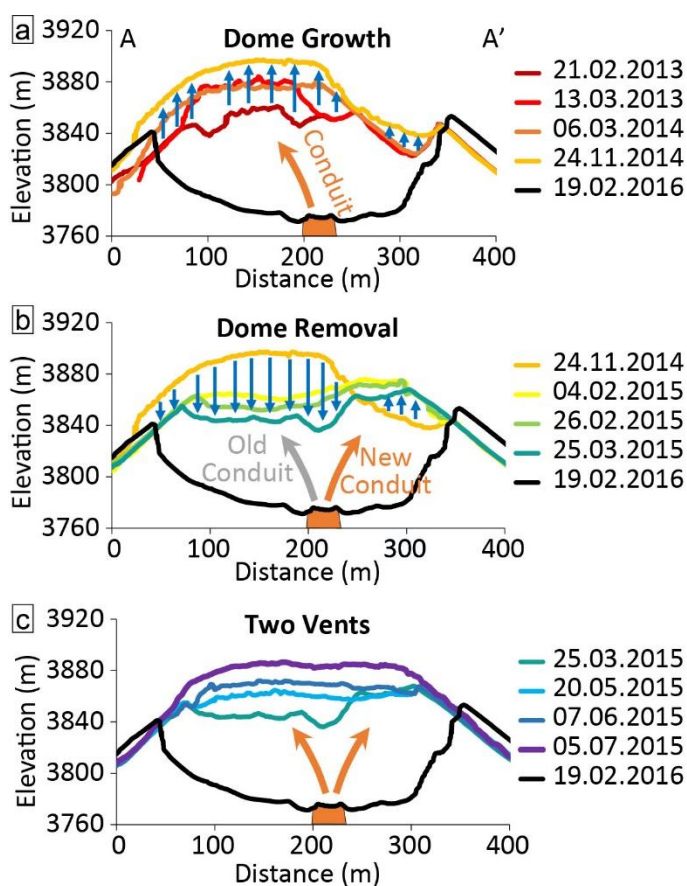 a
A
Dome Growth
A'
Elevation (m)
3920
3880
3840
3800
3760
Conduit
0
100
200
300
400
Distance (m)
21.02.2013
13.03.2013
06.03.2014
24.11.2014
19.02.2016
b
Dome Removal
Elevation (m)
3920
3880
3840
3800
3760
Old
Conduit
New
Conduit
0
100
200
300
400
Distance (m)
24.11.2014
04.02.2015
26.02.2015
25.03.2015
19.02.2016
c
Two Vents
Elevation (m)
3920
3880
3840
3800
3760
0
100
200
300
400
Distance (m)
25.03.2015
20.05.2015
07.06.2015
05.07.2015
19.02.2016